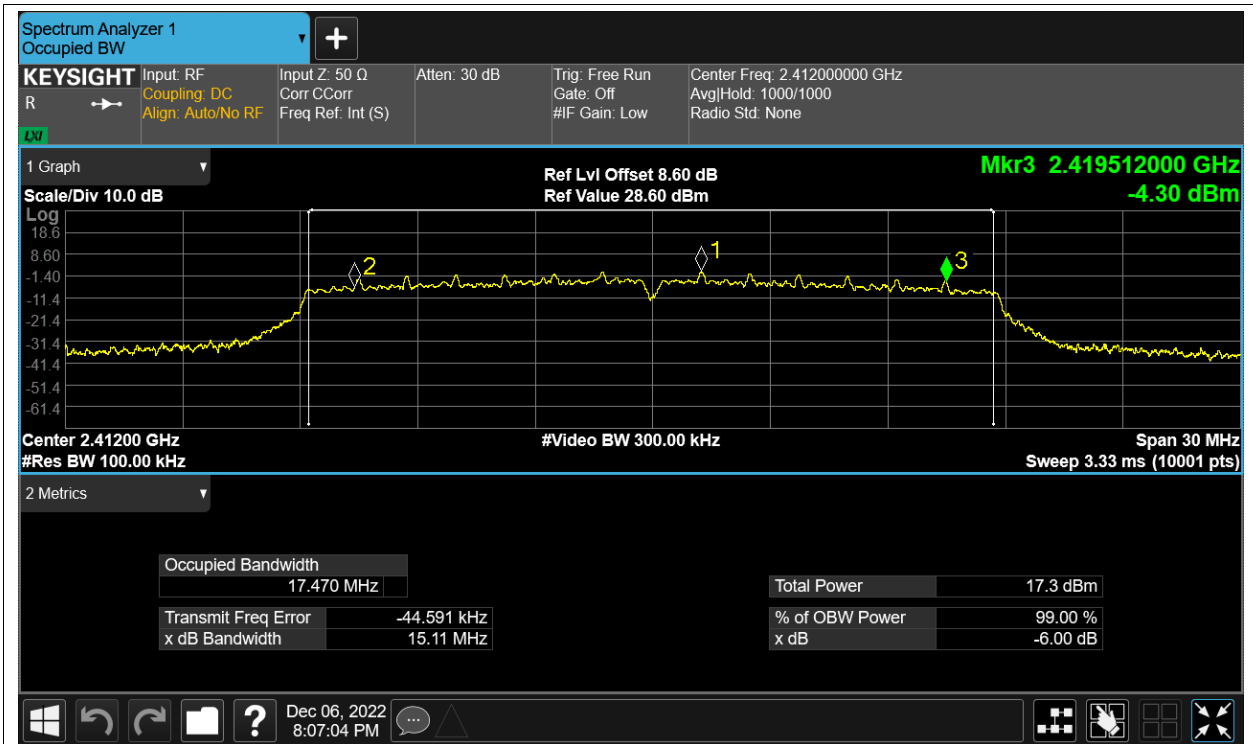 Spectrum Analyzer 1
Occupied BW
KEYSIGHT
R
LXI
Input: RF
Coupling: DC
Align: Auto/No RF
Input Z: 50 Ω
Corr CCorr
Freq Ref: Int (S)
Atten: 30 dB
Trig: Free Run
Gate: Off
#IF Gain: Low
Center Freq: 2.412000000 GHz
Avg|Hold: 1000/1000
Radio Std: None
1 Graph
Scale/Div 10.0 dB
Ref Lvl Offset 8.60 dB
Ref Value 28.60 dBm
Mkr3 2.419512000 GHz
-4.30 dBm
Log
18.6
8.60
-1.40
-11.4
-21.4
-31.4
-41.4
-51.4
-61.4
2
1
3
Center 2.41200 GHz
#Res BW 100.00 kHz
#Video BW 300.00 kHz
Span 30 MHz
Sweep 3.33 ms (10001 pts)
2 Metrics
Occupied Bandwidth
17.470 MHz
Transmit Freq Error -44.591 kHz
x dB Bandwidth 15.11 MHz
Total Power 17.3 dBm
% of OBW Power 99.00 %
x dB -6.00 dB
?
Dec 06, 2022
8:07:04 PM